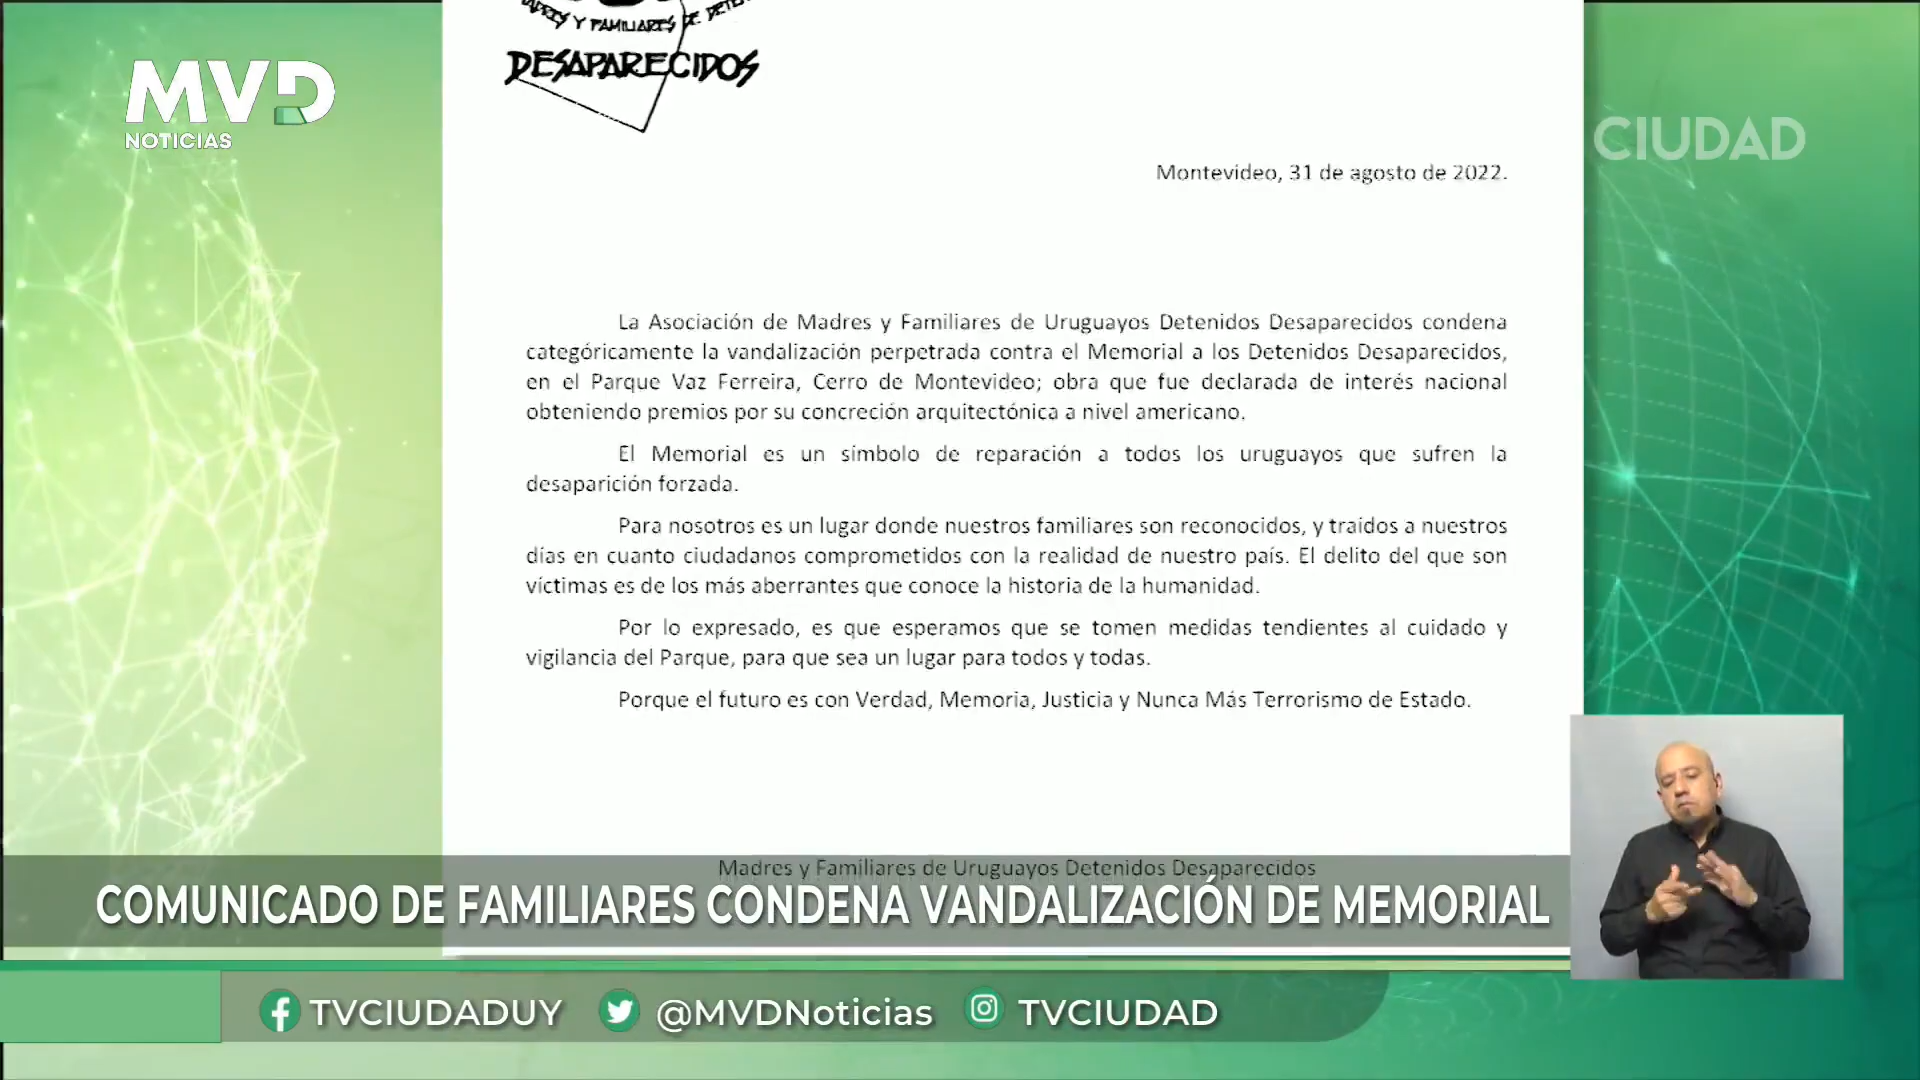 MADRES Y FAMILIARES DE
DESAPARECIDOS
MVD
NOTICIAS
CIUDAD
Montevideo, 31 de agosto de 2022.
La Asociación de Madres y Familiares de Uruguayos Detenidos Desaparecidos condena
categóricamente la vandalización perpetrada contra el Memorial a los Detenidos Desaparecidos,
en el Parque Vaz Ferreira, Cerro de Montevideo; obra que fue declarada de interés nacional
obteniendo premios por su concreción arquitectónica a nivel americano.
El Memorial es un símbolo de reparación a todos los uruguayos que sufren la
desaparición forzada.
Para nosotros es un lugar donde nuestros familiares son reconocidos, y traídos a nuestros
días en cuanto ciudadanos comprometidos con la realidad de nuestro país. El delito del que son
víctimas es de los más aberrantes que conoce la historia de la humanidad.
Por lo expresado, es que esperamos que se tomen medidas tendientes al cuidado y
vigilancia del Parque, para que sea un lugar para todos y todas.
Porque el futuro es con Verdad, Memoria, Justicia y Nunca Más Terrorismo de Estado.
Madres y Familiares de Uruguayos Detenidos Desaparecidos
COMUNICADO DE FAMILIARES CONDENA VANDALIZACIÓN DE MEMORIAL
TVCIUDADUY @MVDNoticias TVCIUDAD